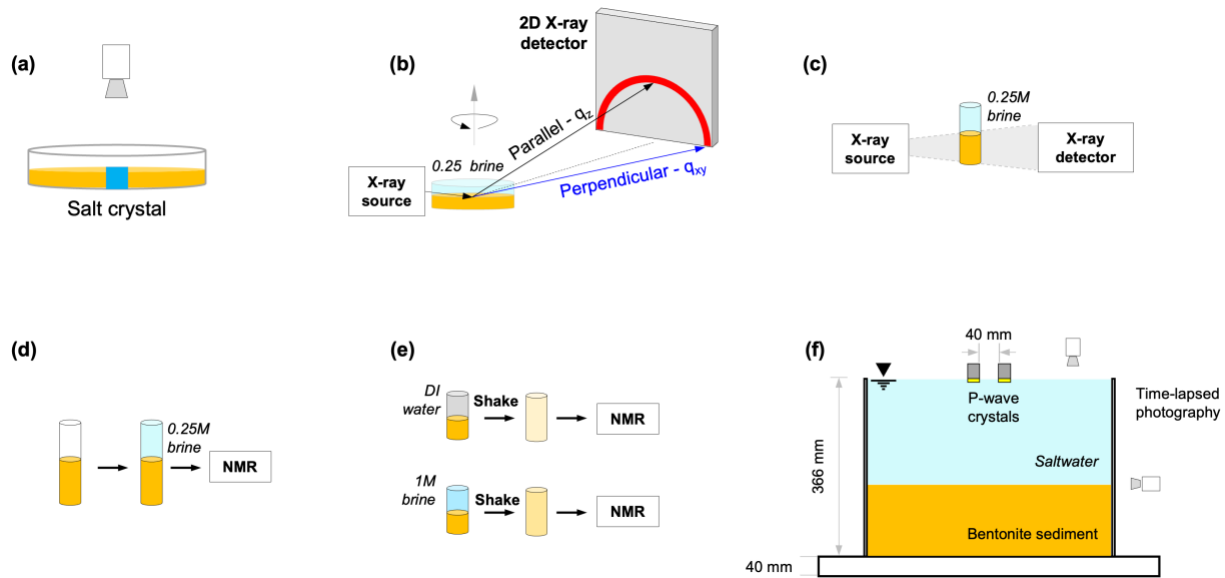 (a)
Salt crystal
(b)
2D X-ray
detector
Parallel - qz
0.25 brine
X-ray
source
Perpendicular - qxy
(c)
0.25M
brine
X-ray
source
X-ray
detector
(d)
0.25M
brine
NMR
(e)
DI
water
Shake
NMR
1M
brine
Shake
NMR
(f)
40 mm
P-wave
crystals
Time-lapsed
photography
366 mm
Saltwater
Bentonite sediment
40 mm